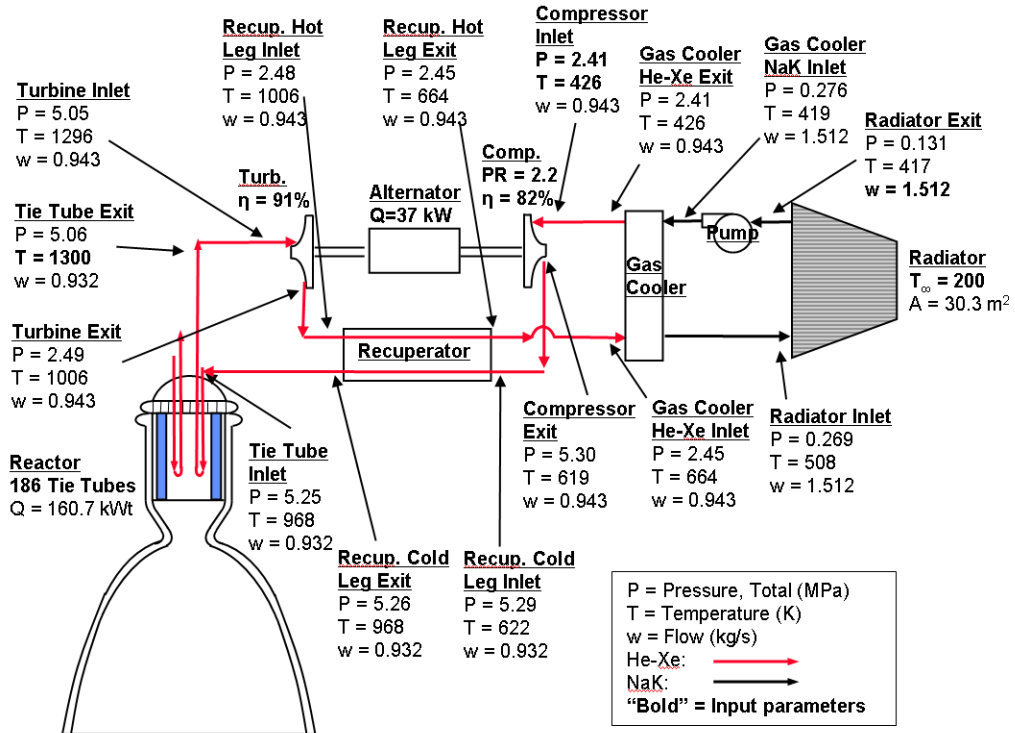 Recup. Hot
Leg Inlet
P = 2.48
T = 1006
w = 0.943
Recup. Hot
Leg Exit
P = 2.45
T = 664
w = 0.943
Compressor
Inlet
P = 2.41
T = 426
w = 0.943
Gas Cooler
He-Xe Exit
P = 2.41
T = 426
w = 0.943
Gas Cooler
NaK Inlet
P = 0.276
T = 419
w = 1.512
Radiator Exit
P = 0.131
T = 417
w = 1.512
Turbine Inlet
P = 5.05
T = 1296
w = 0.943
Turb.
η = 91%
Alternator
Q=37 kW
Comp.
PR = 2.2
η = 82%
Tie Tube Exit
P = 5.06
T = 1300
w = 0.932
Pump
Gas
Cooler
Radiator
T∞ = 200
A = 30.3 m²
Turbine Exit
P = 2.49
T = 1006
w = 0.943
Recuperator
Reactor
186 Tie Tubes
Q = 160.7 kWt
Tie Tube
Inlet
P = 5.25
T = 968
w = 0.932
Compressor
Exit
P = 5.30
T = 619
w = 0.943
Gas Cooler
He-Xe Inlet
P = 2.45
T = 664
w = 0.943
Radiator Inlet
P = 0.269
T = 508
w = 1.512
Recup. Cold
Leg Exit
P = 5.26
T = 968
w = 0.932
Recup. Cold
Leg Inlet
P = 5.29
T = 622
w = 0.932
P = Pressure, Total (MPa)
T = Temperature (K)
w = Flow (kg/s)
He-Xe:
NaK:
“Bold” = Input parameters